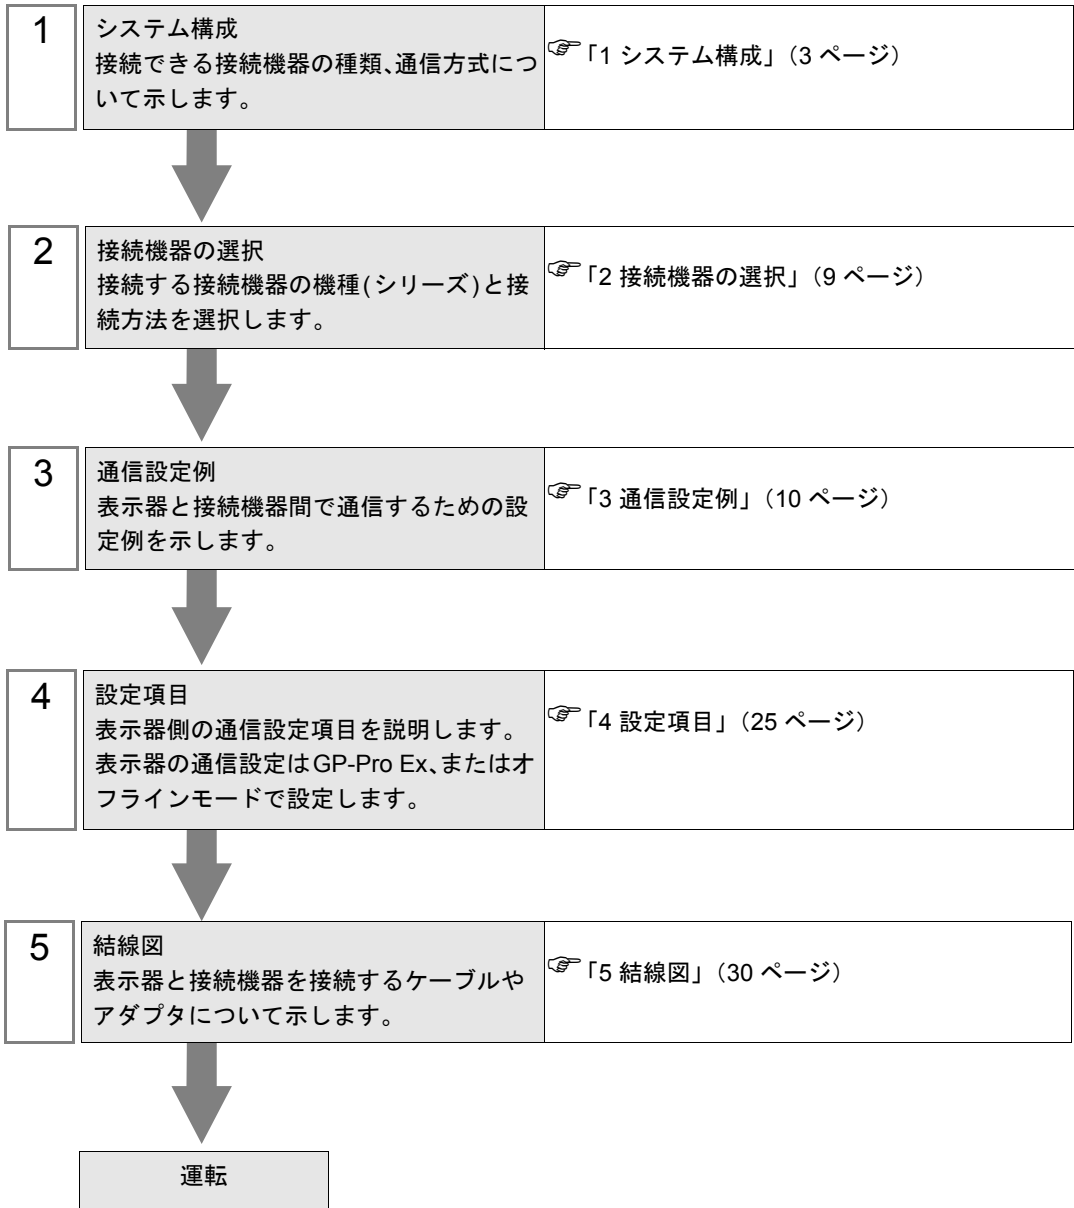 1
システム構成
接続できる接続機器の種類、通信方式につ
いて示します。
☞「1 システム構成」（3 ページ）
2
接続機器の選択
接続する接続機器の機種(シリーズ)と接
続方法を選択します。
☞「2 接続機器の選択」（9 ページ）
3
通信設定例
表示器と接続機器間で通信するための設
定例を示します。
☞「3 通信設定例」（10 ページ）
4
設定項目
表示器側の通信設定項目を説明します。
表示器の通信設定はGP-Pro Ex、またはオ
フラインモードで設定します。
☞「4 設定項目」（25 ページ）
5
結線図
表示器と接続機器を接続するケーブルや
アダプタについて示します。
☞「5 結線図」（30 ページ）
運転